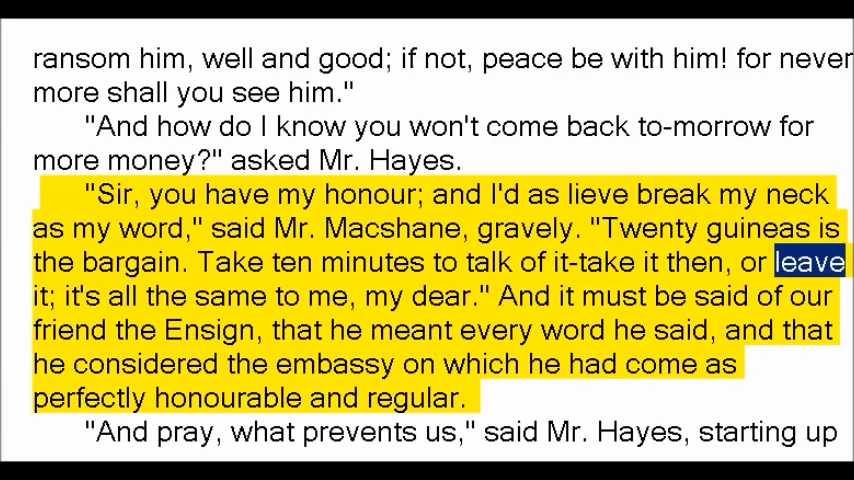 ransom him, well and good; if not, peace be with him! for never
more shall you see him."
"And how do I know you won't come back to-morrow for
more money?" asked Mr. Hayes.
"Sir, you have my honour; and I'd as lieve break my neck
as my word," said Mr. Macshane, gravely. "Twenty guineas is
the bargain. Take ten minutes to talk of it-take it then, or leave
it; it's all the same to me, my dear." And it must be said of our
friend the Ensign, that he meant every word he said, and that
he considered the embassy on which he had come as
perfectly honourable and regular.
"And pray, what prevents us," said Mr. Hayes, starting up